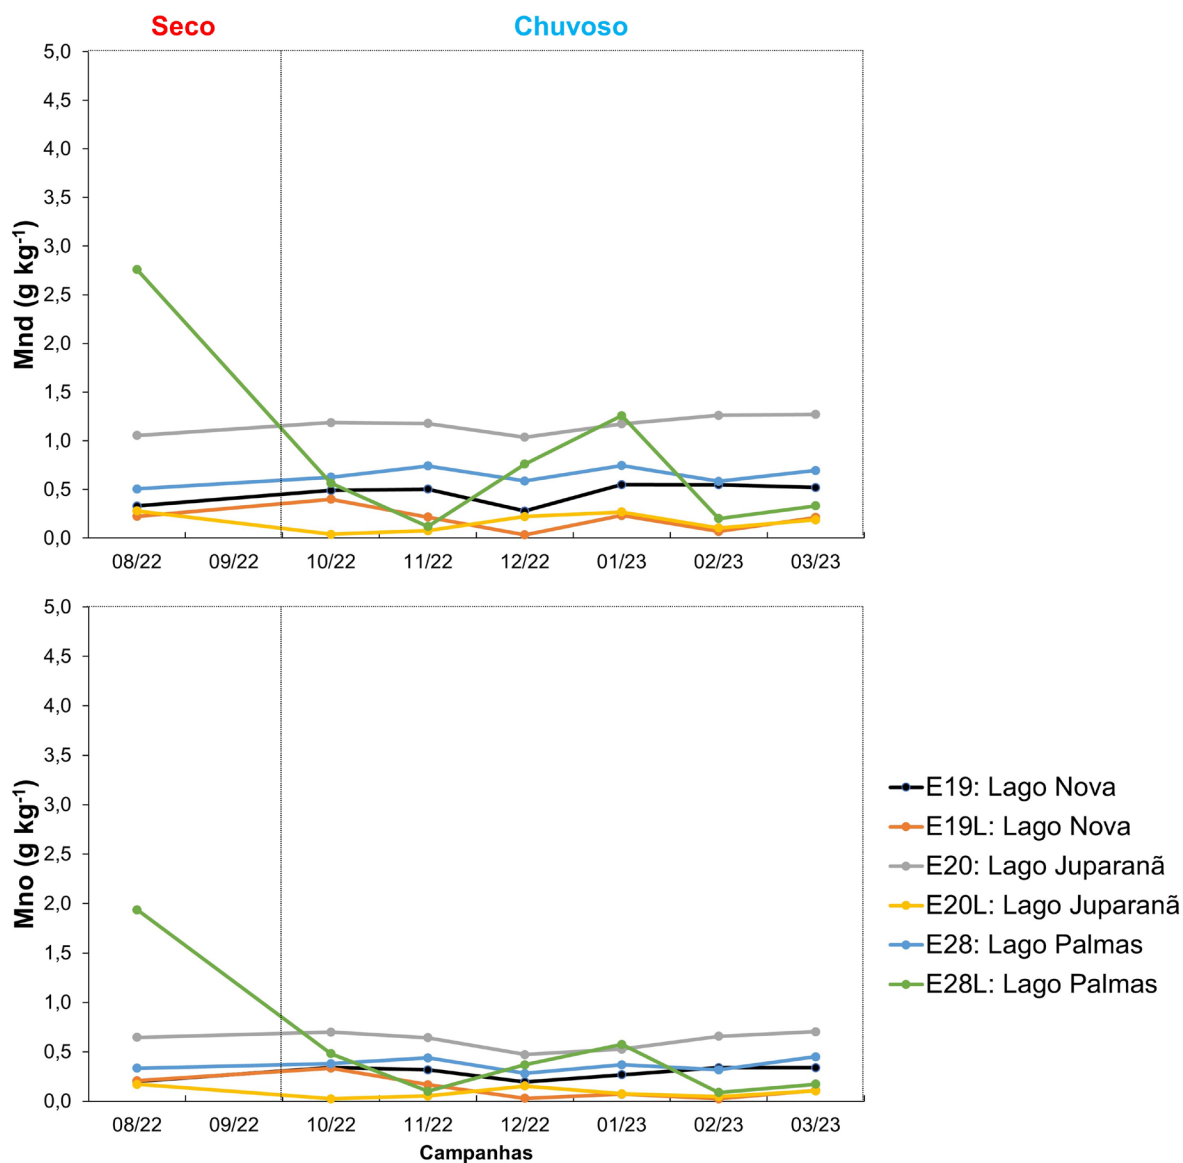 Seco Chuvoso
5,0
4,5
4,0
3,5
3,0
2,5
2,0
1,5
1,0
0,5
0,0
Mnd (g kg⁻¹)
08/22 09/22 10/22 11/22 12/22 01/23 02/23 03/23
5,0
4,5
4,0
3,5
3,0
2,5
2,0
1,5
1,0
0,5
0,0
Mno (g kg⁻¹)
08/22 09/22 10/22 11/22 12/22 01/23 02/23 03/23
Campanhas
E19: Lago Nova
E19L: Lago Nova
E20: Lago Juparanã
E20L: Lago Juparanã
E28: Lago Palmas
E28L: Lago Palmas